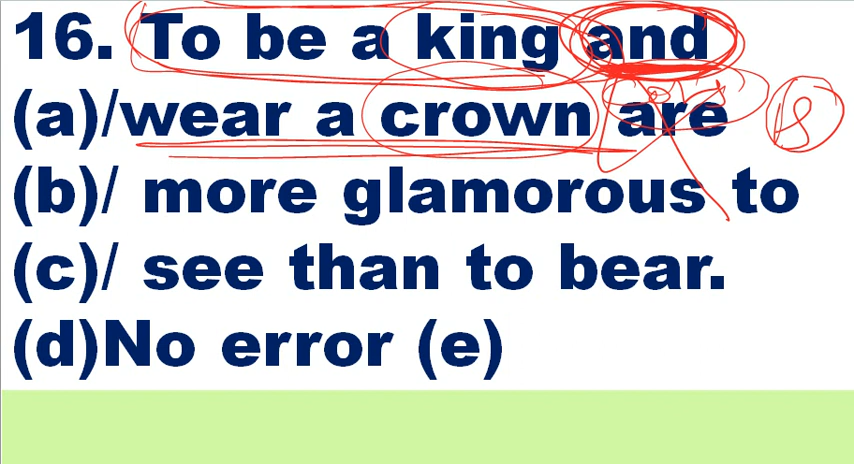 16. To be a king and
(a)/wear a crown are
(b)/ more glamorous to
(c)/ see than to bear.
(d)No error (e)